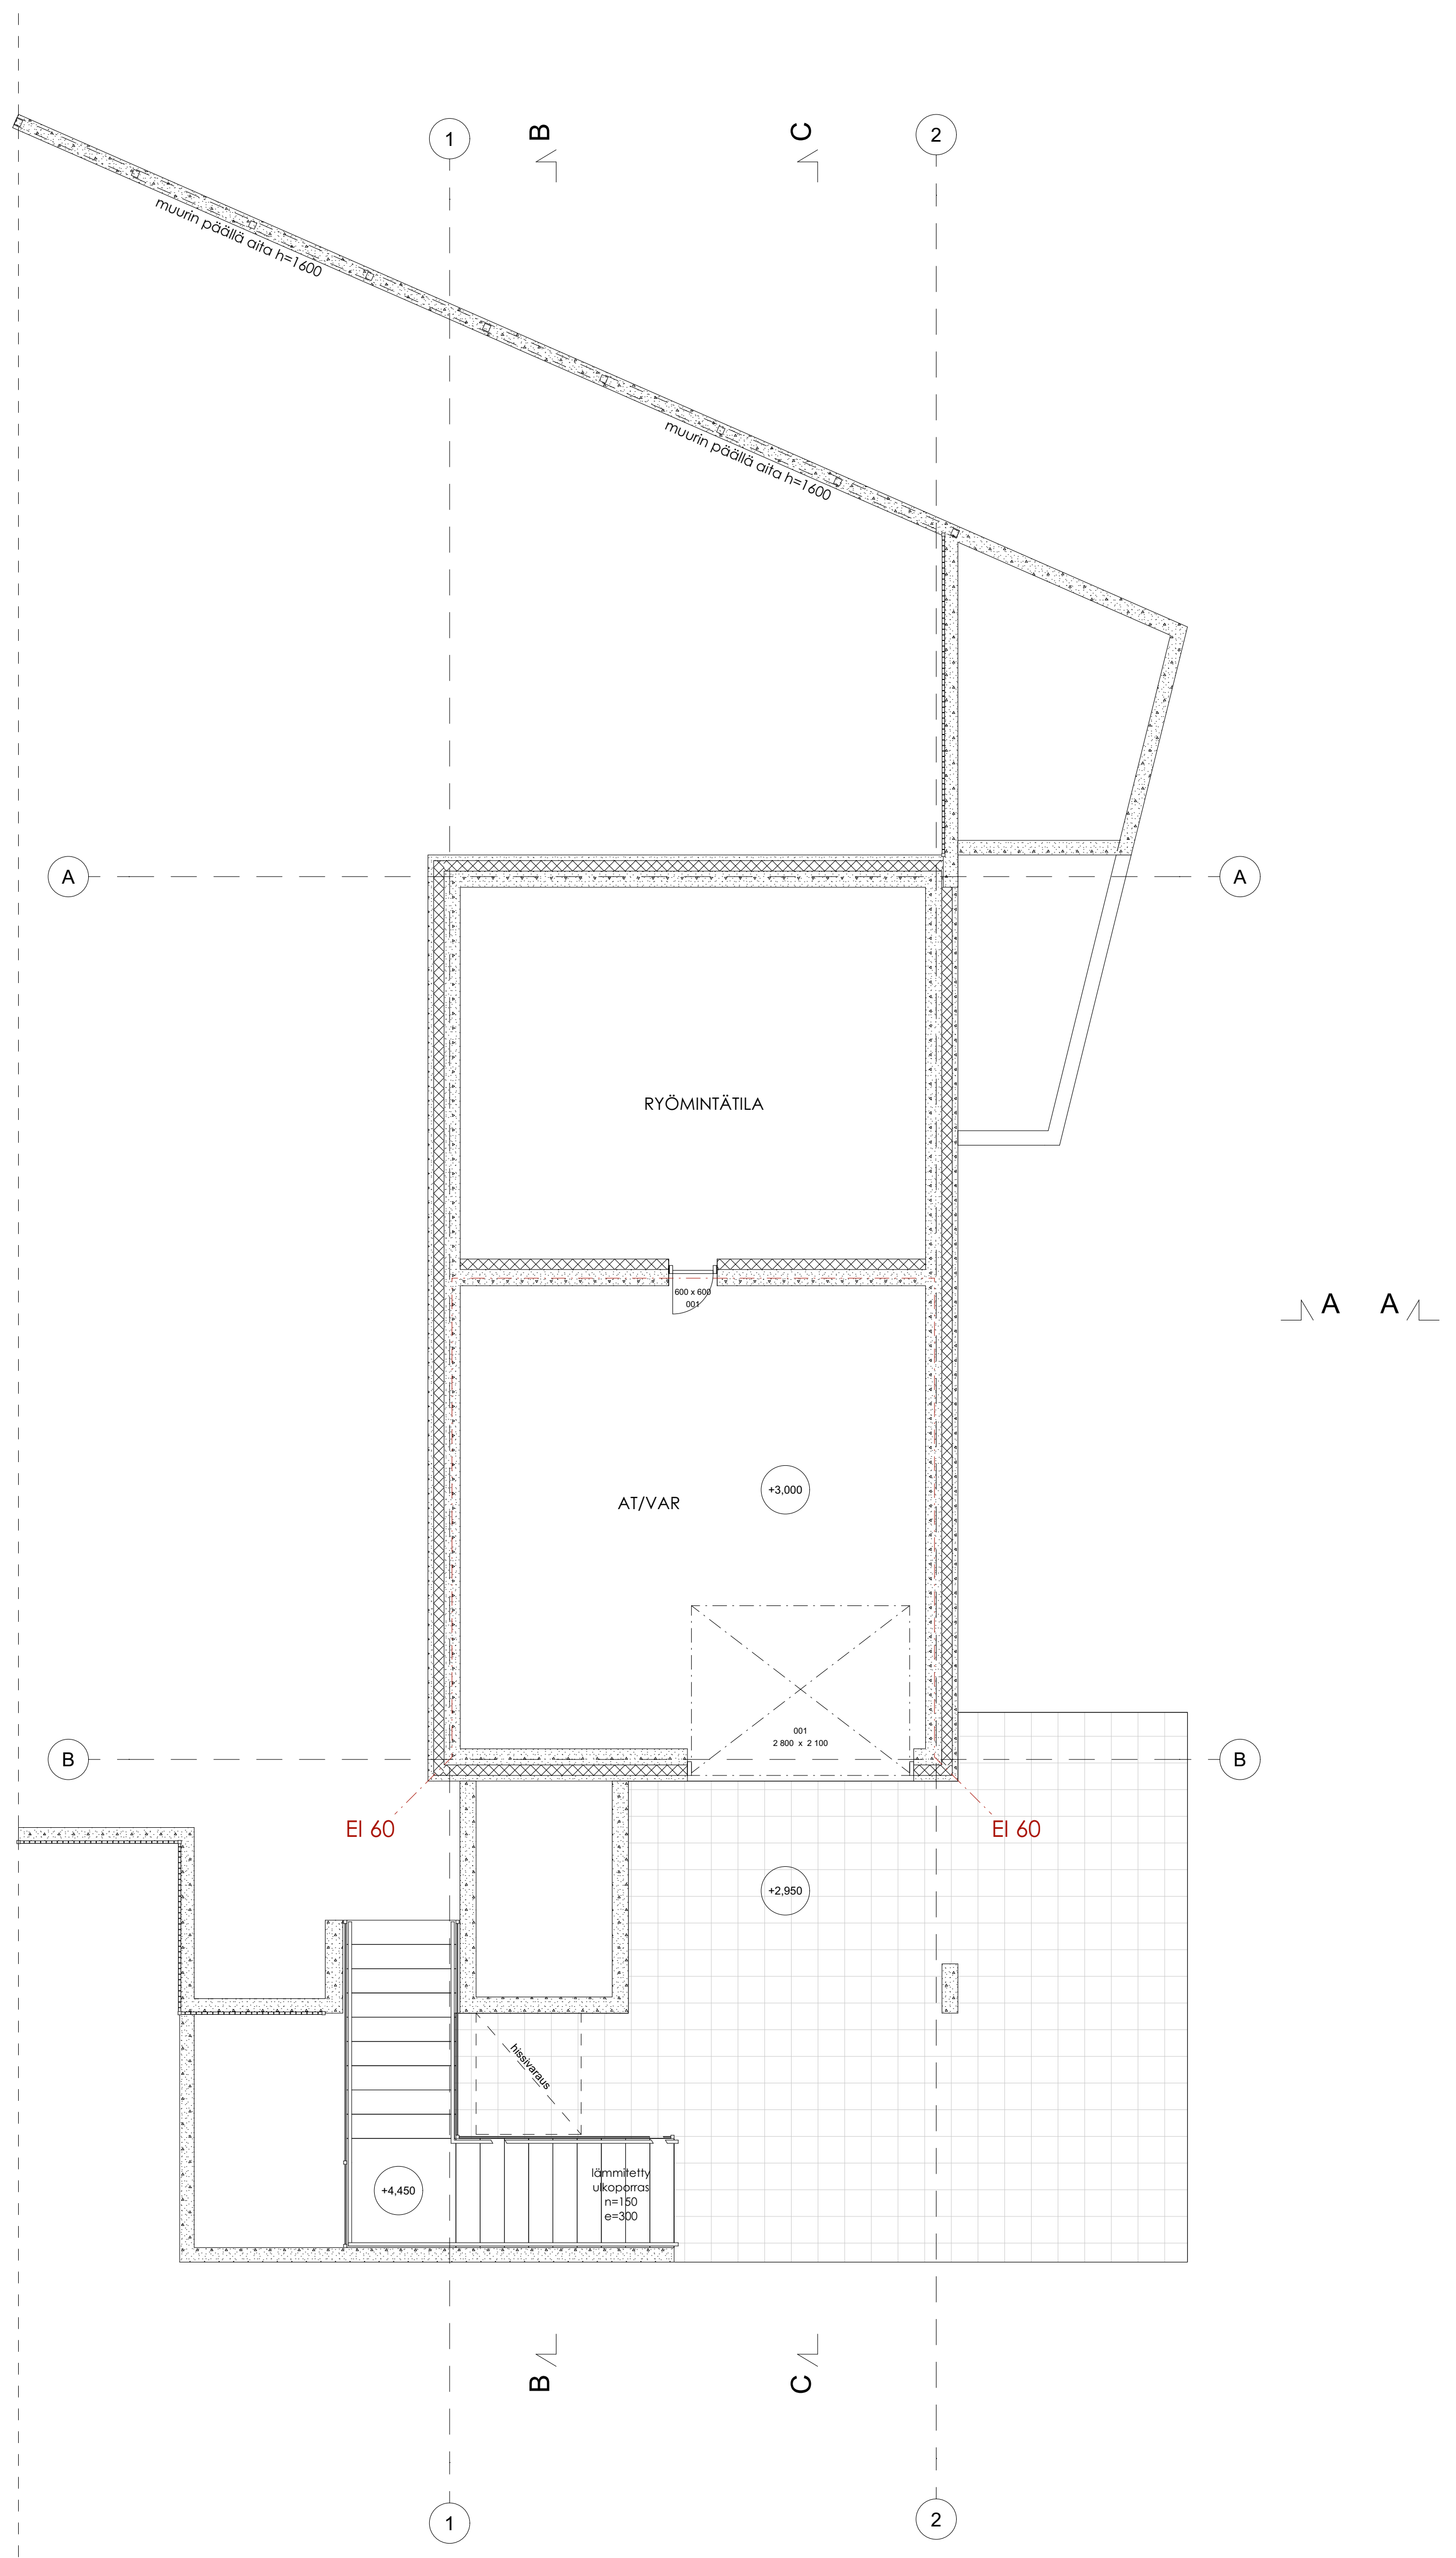 B
C
1
2
muurin päällä aita h=1600
muurin päällä aita h=1600
A
A
RYÖMINTÄTILA
600 x 600
001
A
A
+3,000
AT/VAR
001
2 800 x 2 100
B
B
EI 60
EI 60
+2,950
hissivaraus
lämmitetty
ulkoporras
n=150
e=300
+4,450
B
C
1
2